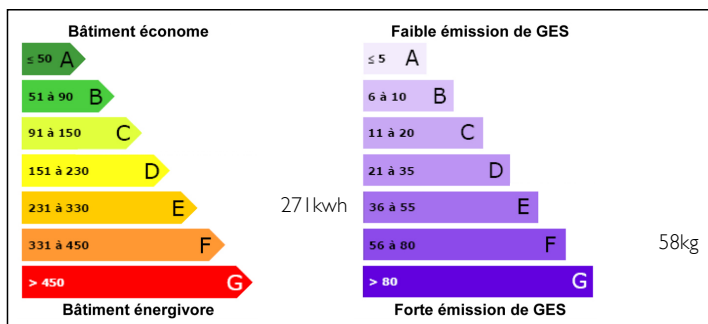 Bâtiment économe
≤ 50 A
51 à 90 B
91 à 150 C
151 à 230 D
231 à 330 E 271kwh
331 à 450 F
> 450 G
Bâtiment énergivore
Faible émission de GES
≤ 5 A
6 à 10 B
11 à 20 C
21 à 35 D
36 à 55 E
56 à 80 F 58kg
> 80 G
Forte émission de GES